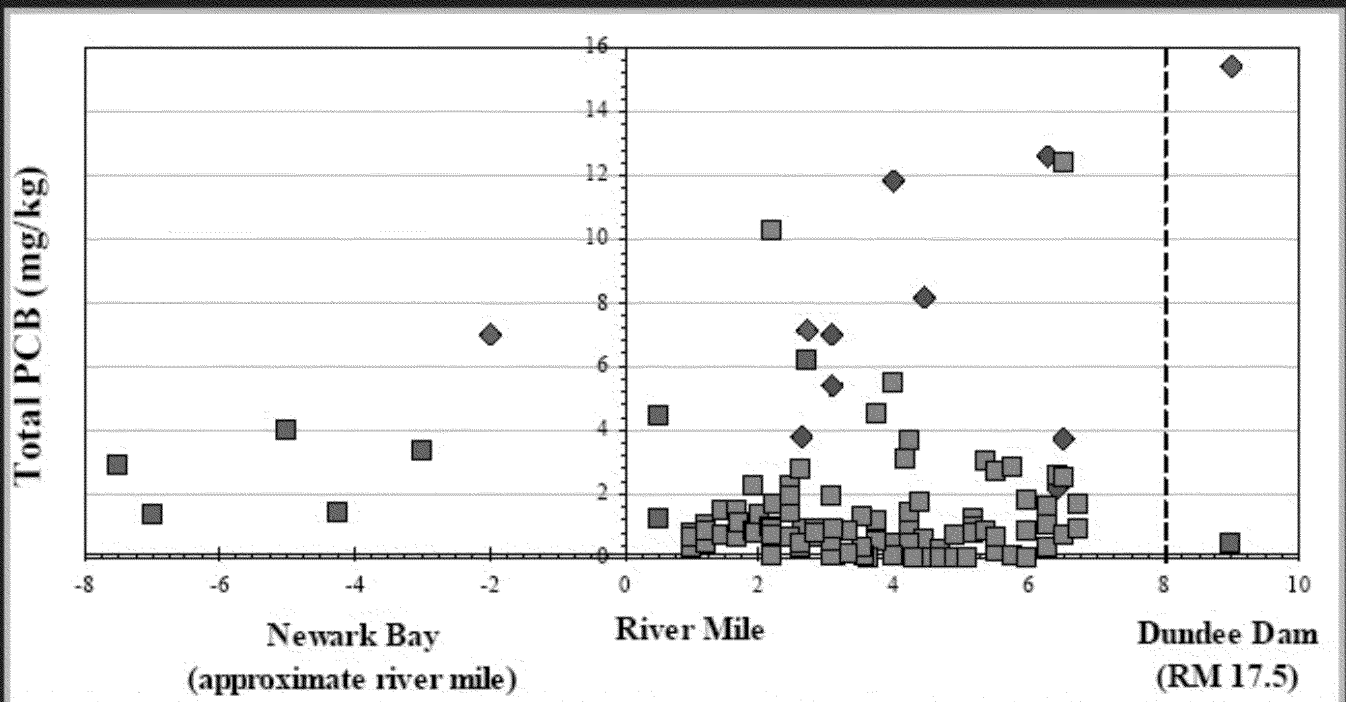 Total PCB (mg/kg)
16
14
12
10
8
6
4
2
0
-8 -6 -4 -2 0 2 4 6 8 10
Newark Bay
(approximate river mile)
River Mile
Dundee Dam
(RM 17.5)